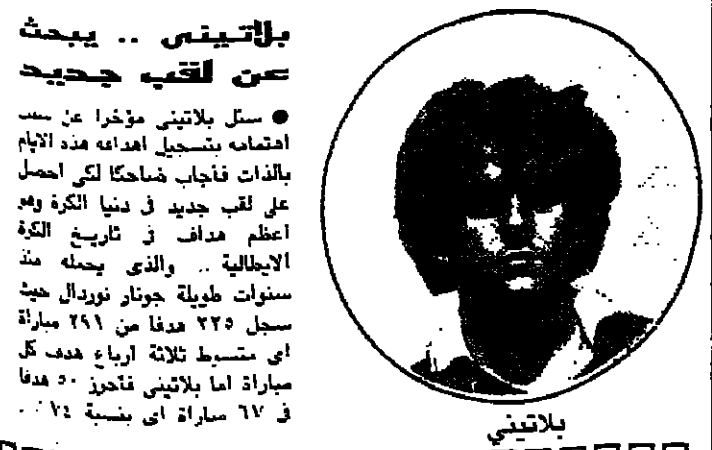 بلاتينى .. يبحث
عن لقب جديد
● سئل بلاتينى مؤخرا عن سبب
اهتمامه بتسجيل اهدافه هذه الايام
بالذات فأجاب ضاحكا لكى احصل
على لقب جديد فى دنيا الكرة وهو
اعظم هداف فى تاريخ الكرة
الايطالية .. والذى يحمله منذ
سنوات طويلة جونار نوردال حيث
سجل ٢٢٥ هدفا من ٢٩١ مباراة
اى متسوط ثلاثة ارباع هدف كل
مباراة اما بلاتينى فأحرز ٥٠ هدفا
فى ٦٧ مباراة اى بنسبة ٧٤ر.
بلاتيني